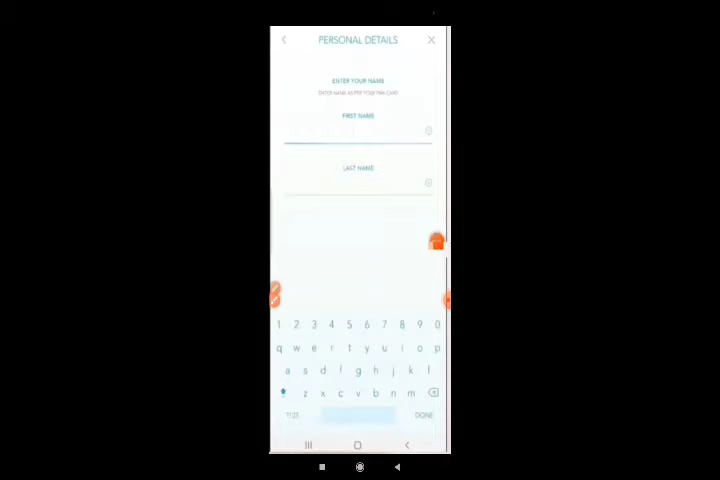 PERSONAL DETAILS
ENTER YOUR NAME
ENTER NAME AS PER YOUR PAN CARD
FIRST NAME
LAST NAME
1 2 3 4 5 6 7 8 9 0
q w e r t y u i o p
a s d f g h j k l
z x c v b n m
?123
DONE